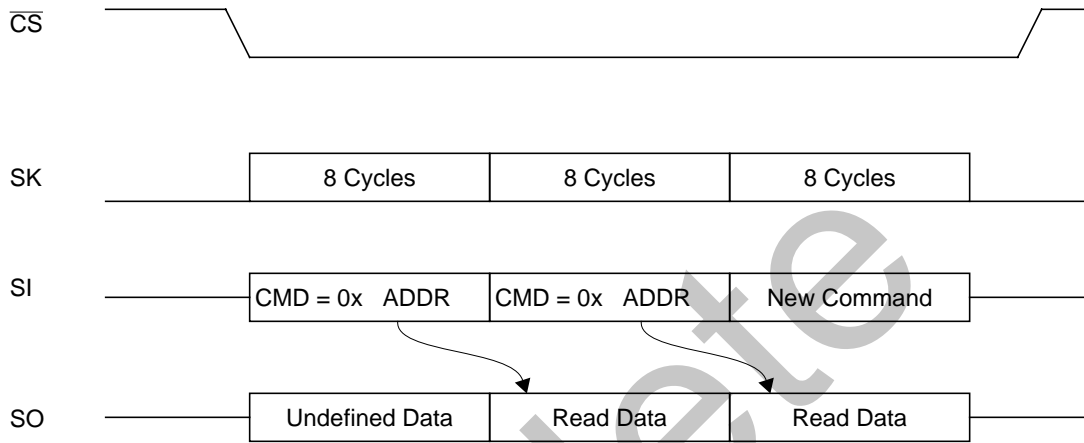 CS
SK
8 Cycles 8 Cycles 8 Cycles
SI
CMD = 0x ADDR CMD = 0x ADDR New Command
SO
Undefined Data Read Data Read Data
lete